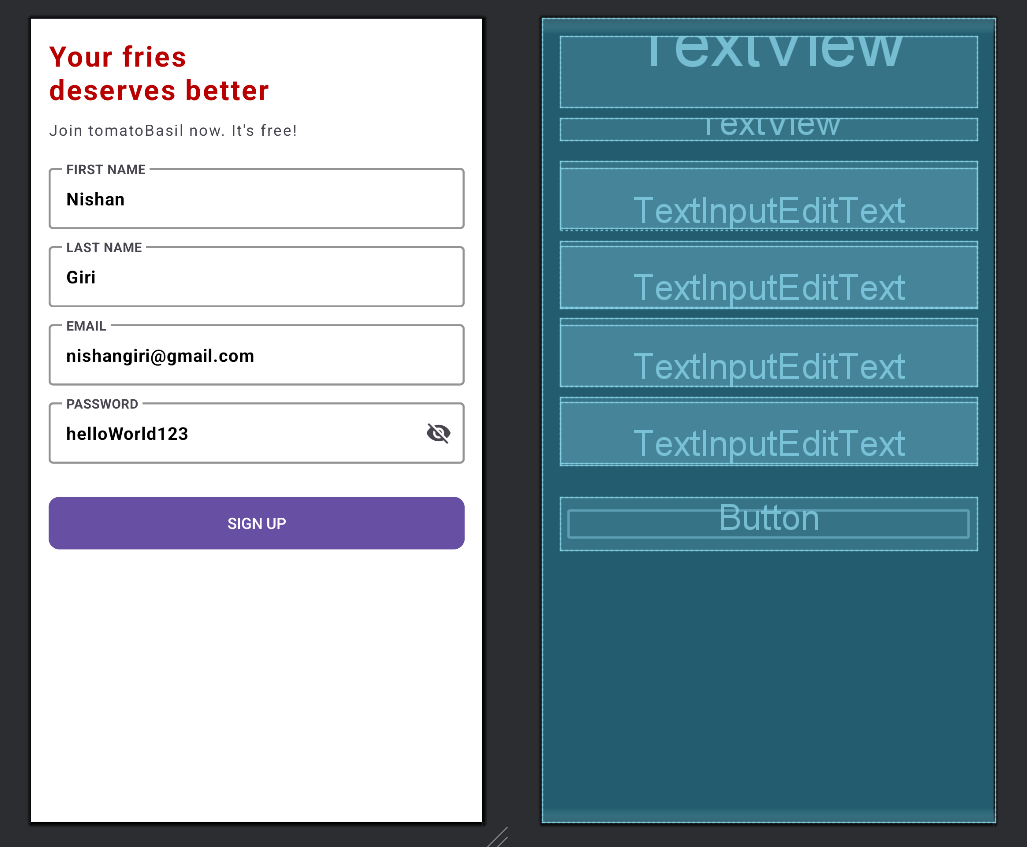 Your fries
deserves better
Join tomatoBasil now. It's free!
FIRST NAME
Nishan
LAST NAME
Giri
EMAIL
nishangiri@gmail.com
PASSWORD
helloWorld123
SIGN UP
TextView
TextView
TextInputEditText
TextInputEditText
TextInputEditText
TextInputEditText
Button